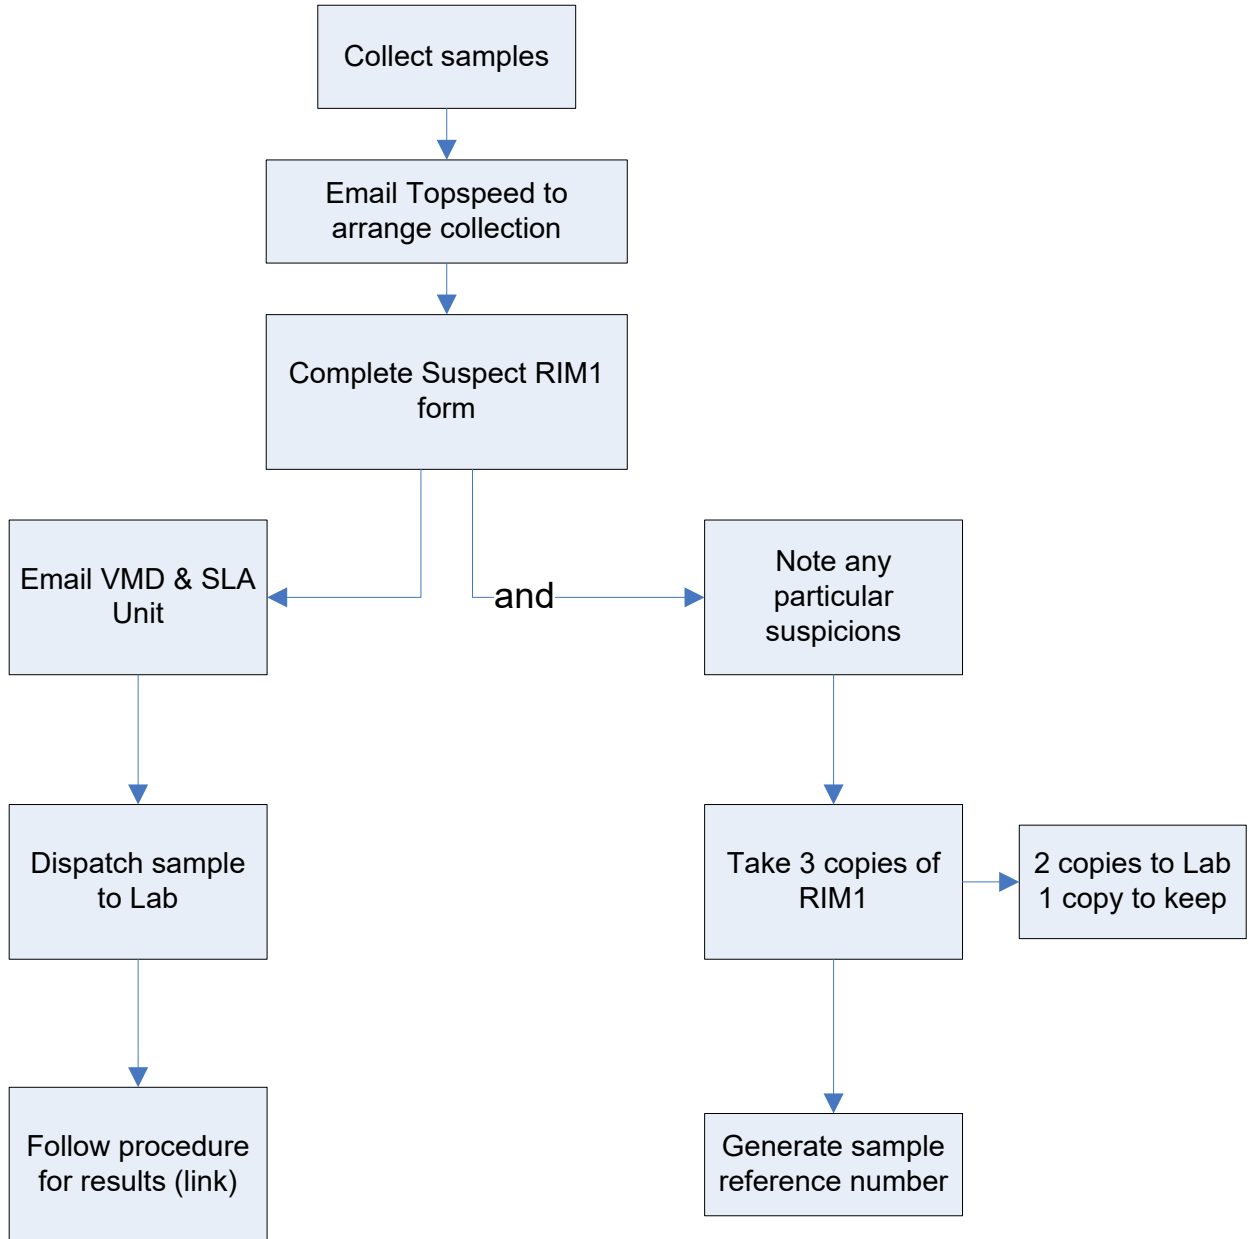 Collect samples
Email Topspeed to
arrange collection
Complete Suspect RIM1
form
Email VMD & SLA
Unit
and
Note any
particular
suspicions
Dispatch sample
to Lab
Take 3 copies of
RIM1
2 copies to Lab
1 copy to keep
Follow procedure
for results (link)
Generate sample
reference number